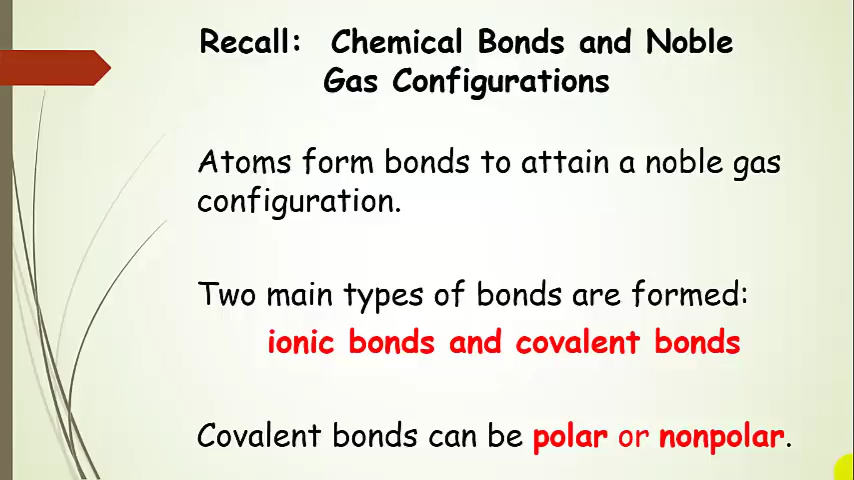 Recall: Chemical Bonds and Noble
Gas Configurations
Atoms form bonds to attain a noble gas
configuration.
Two main types of bonds are formed:
ionic bonds and covalent bonds
Covalent bonds can be polar or nonpolar.